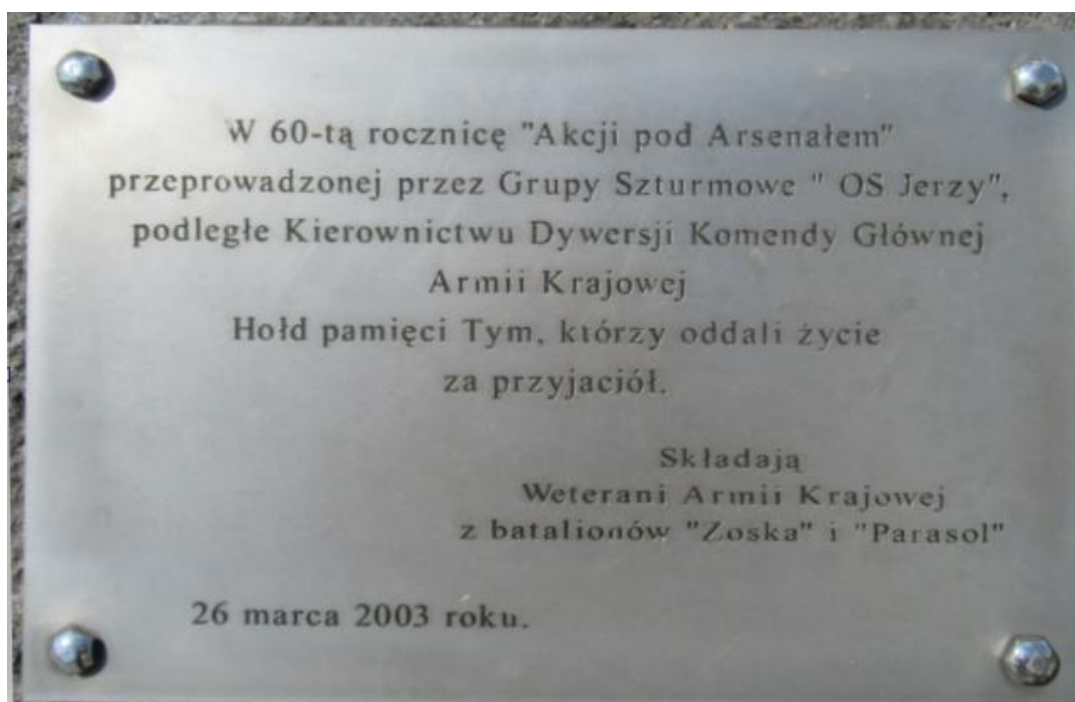 W 60-tą rocznicę "Akcji pod Arsenałem"
przeprowadzonej przez Grupy Szturmowe " OS Jerzy",
podległe Kierownictwu Dywersji Komendy Głównej
Armii Krajowej
Hołd pamięci Tym, którzy oddali życie
za przyjaciół.
Składają
Weterani Armii Krajowej
z batalionów "Zoska" i "Parasol"
26 marca 2003 roku.